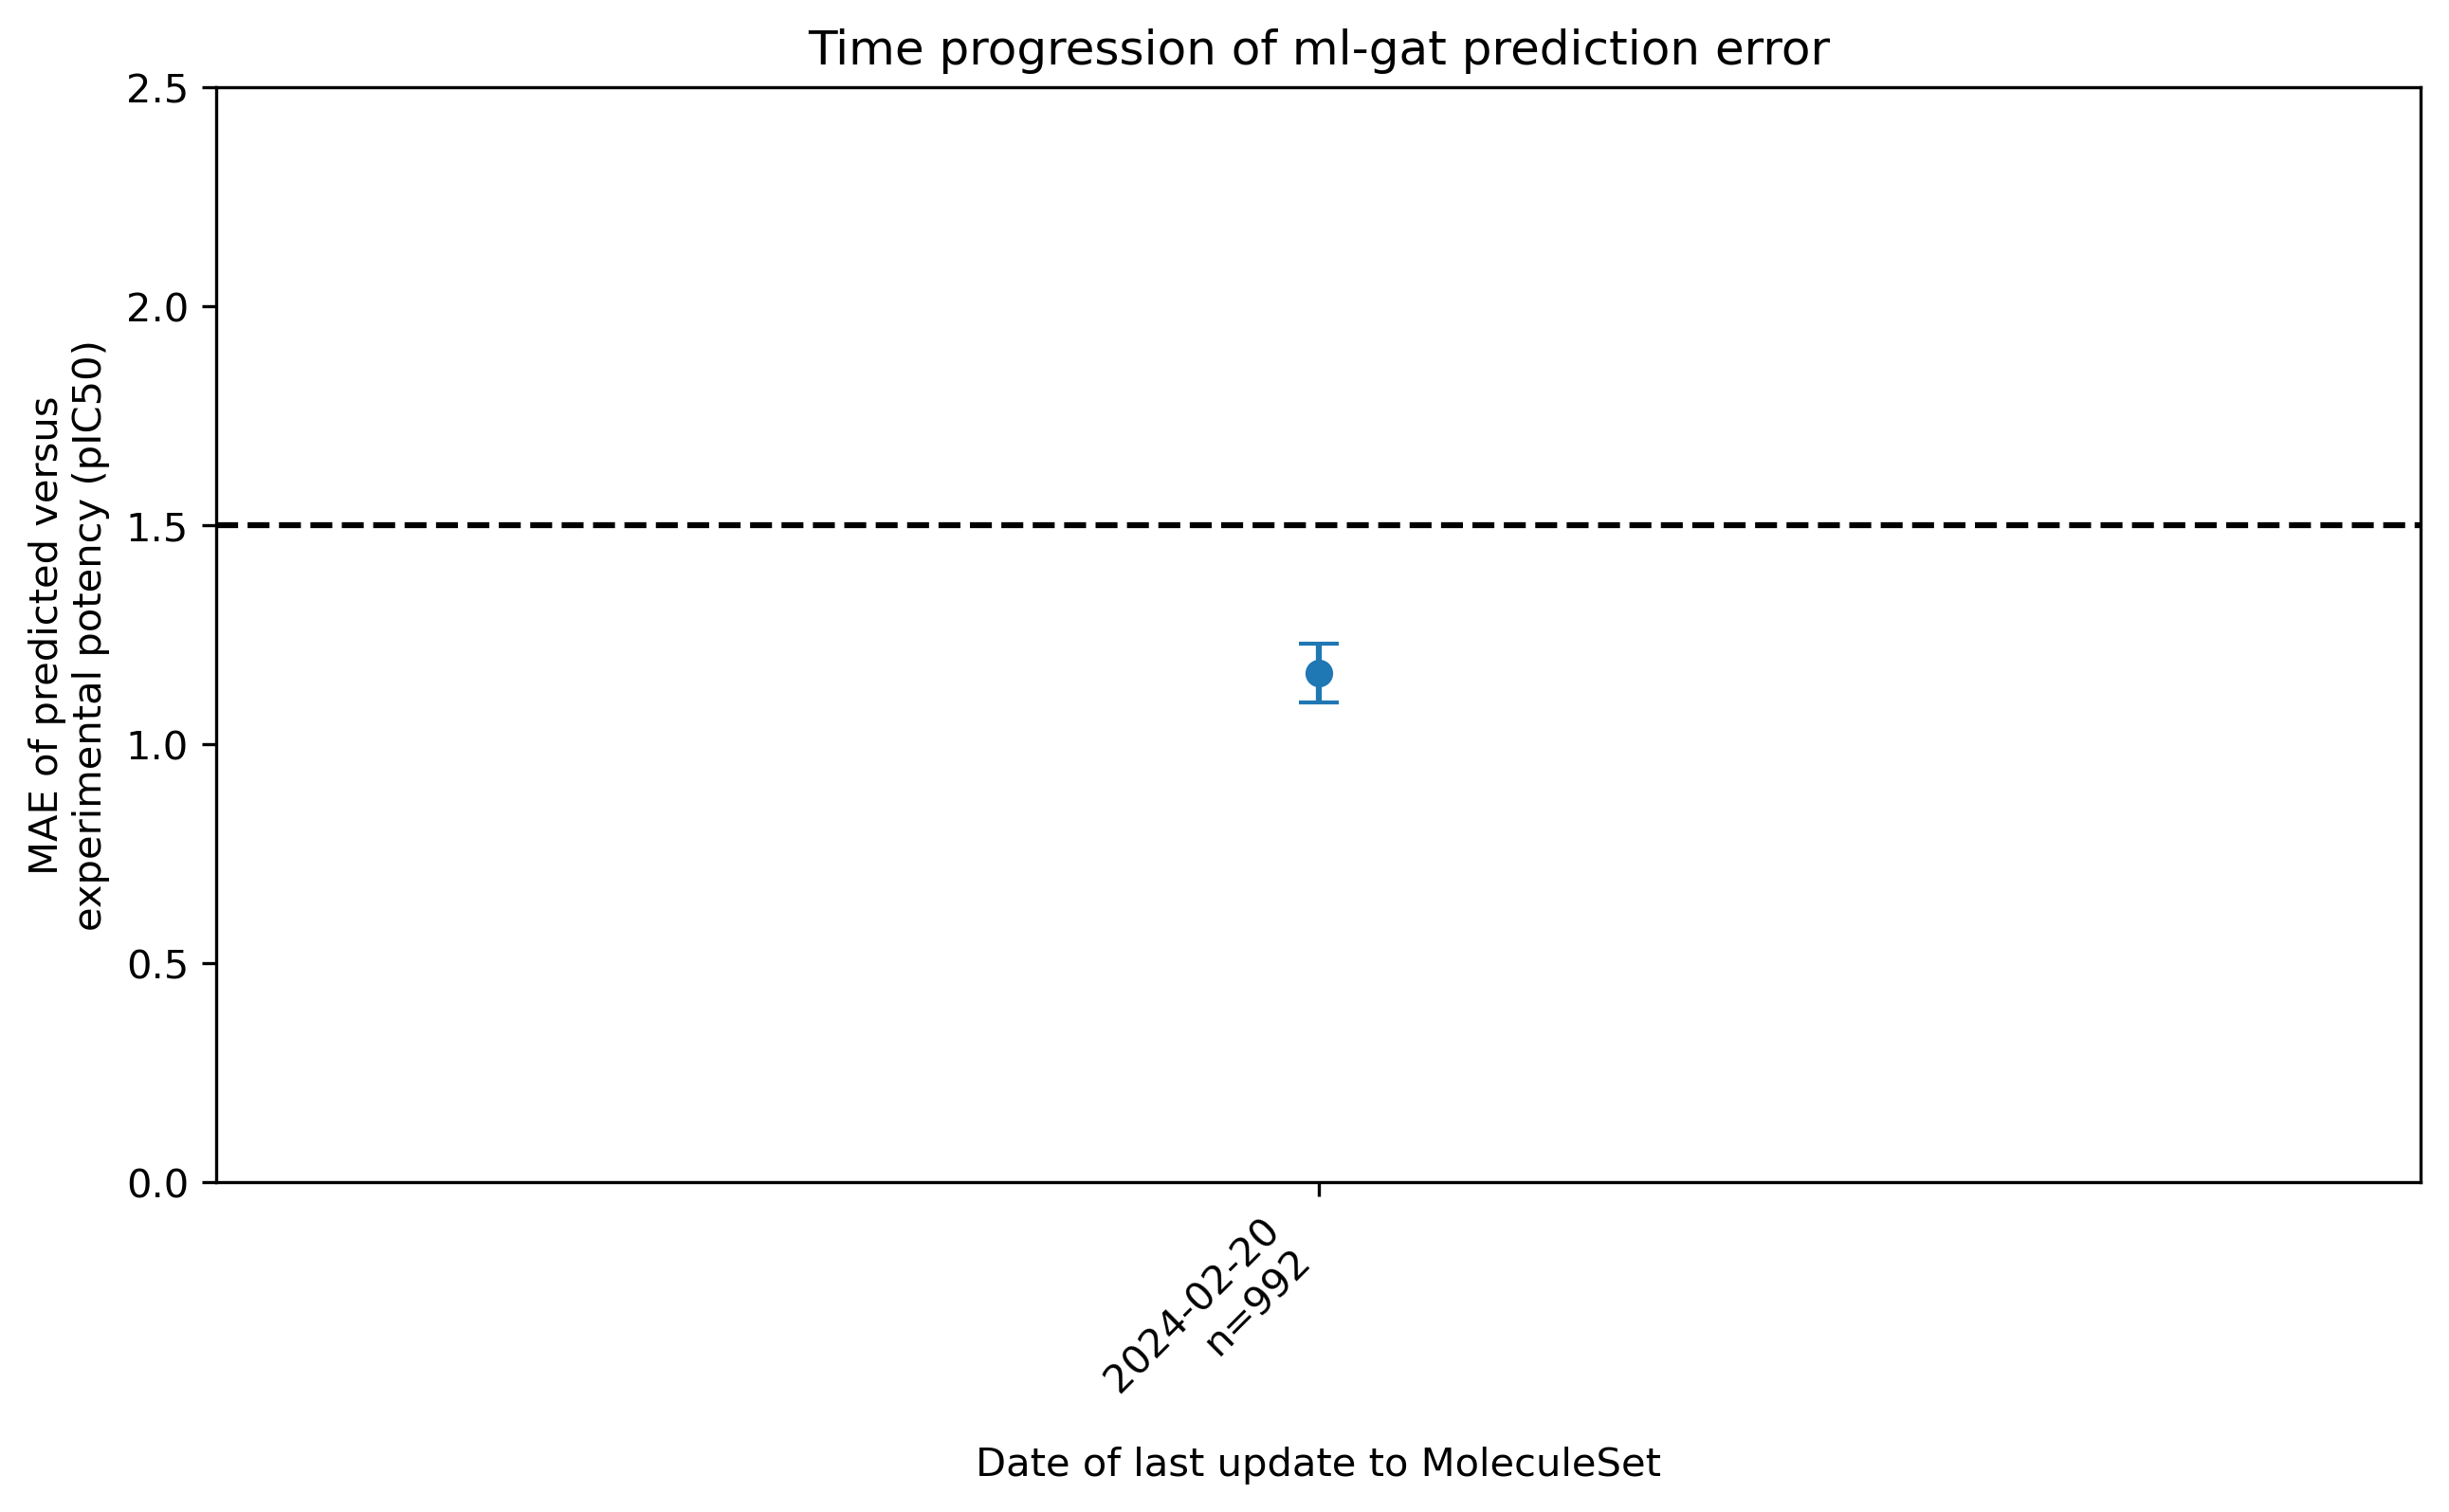 Time progression of ml-gat prediction error
MAE of predicted versus
experimental potency (pIC50)
2.5
2.0
1.5
1.0
0.5
0.0
2024-02-20
n=992
Date of last update to MoleculeSet